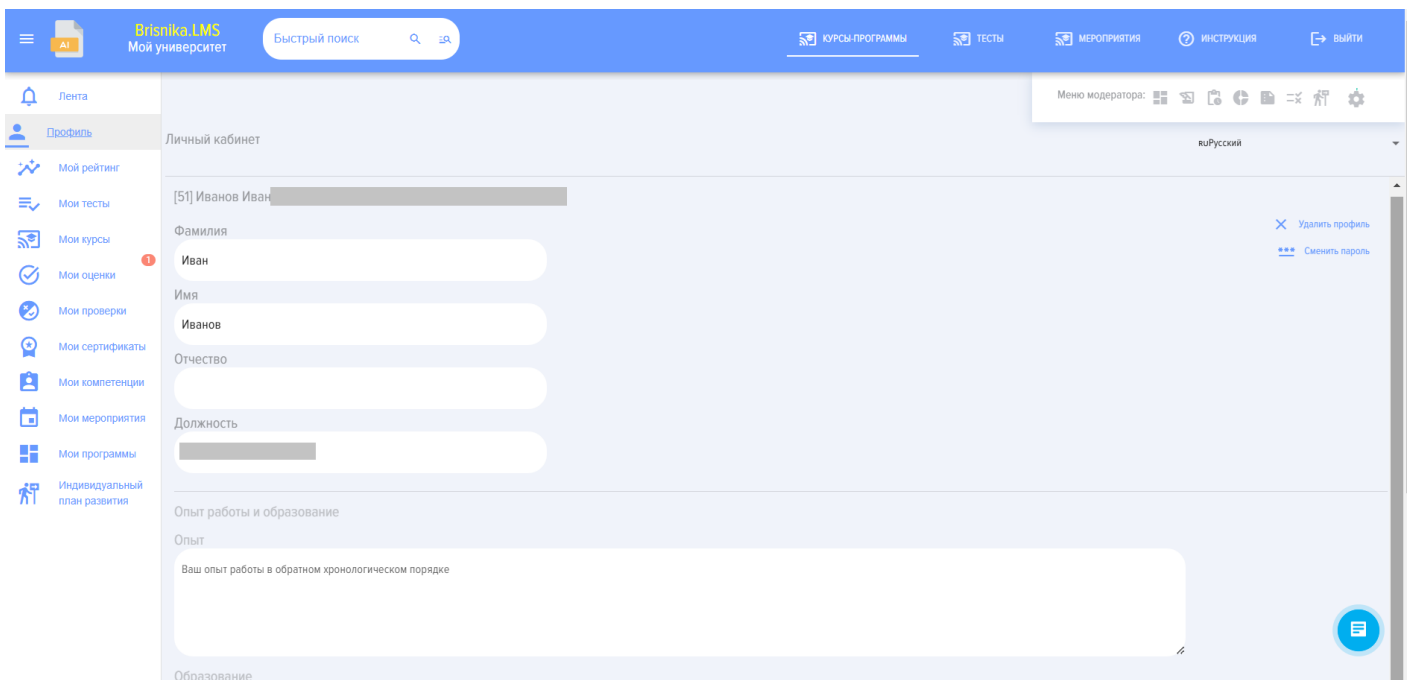 AI
Brisnika.LMS
Мой университет
Быстрый поиск
КУРСЫ-ПРОГРАММЫ
ТЕСТЫ
МЕРОПРИЯТИЯ
ИНСТРУКЦИЯ
ВЫЙТИ
Меню модератора:
Лента
Профиль
Мой рейтинг
Мои тесты
Мои курсы
1
Мои оценки
Мои проверки
Мои сертификаты
Мои компетенции
Мои мероприятия
Мои программы
Индивидуальный
план развития
Личный кабинет
ruРусский
[51] Иванов Иван
Удалить профиль
Сменить пароль
Фамилия
Иван
Имя
Иванов
Отчество
Должность
Опыт работы и образование
Опыт
Ваш опыт работы в обратном хронологическом порядке
Образование